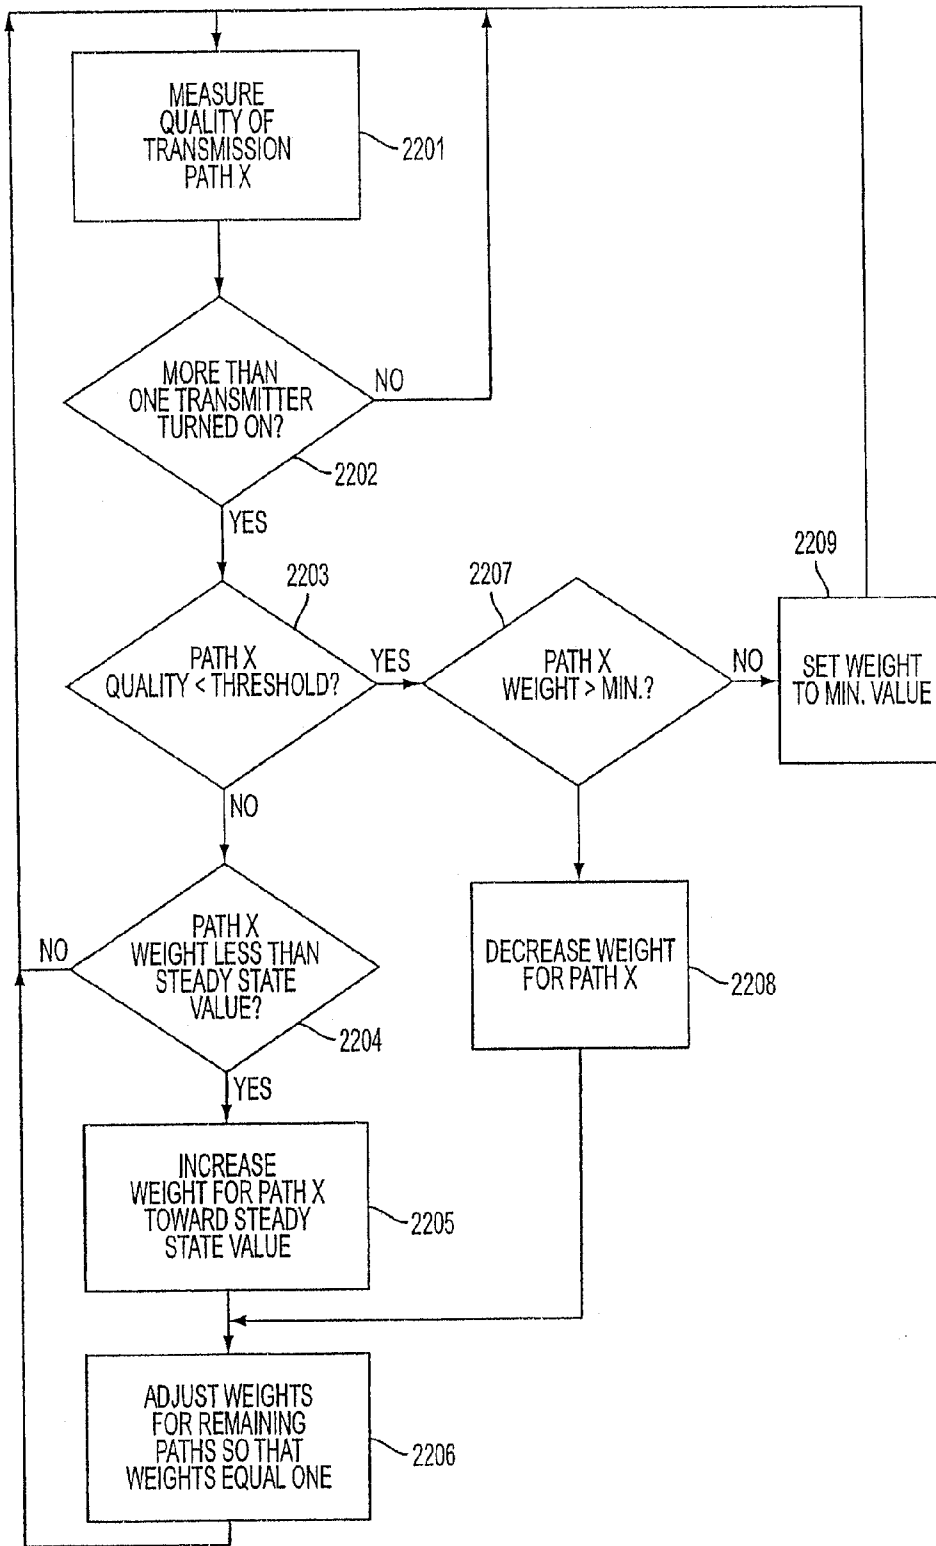 MEASURE
QUALITY OF
TRANSMISSION
PATH X
2201
MORE THAN
ONE TRANSMITTER
TURNED ON?
NO
2202
YES
2203
PATH X
QUALITY < THRESHOLD?
YES
2207
PATH X
WEIGHT > MIN.?
NO
2209
SET WEIGHT
TO MIN. VALUE
NO
PATH X
WEIGHT LESS THAN
STEADY STATE
VALUE?
NO
2204
YES
DECREASE WEIGHT
FOR PATH X
2208
INCREASE
WEIGHT FOR PATH X
TOWARD STEADY
STATE VALUE
2205
ADJUST WEIGHTS
FOR REMAINING
PATHS SO THAT
WEIGHTS EQUAL ONE
2206